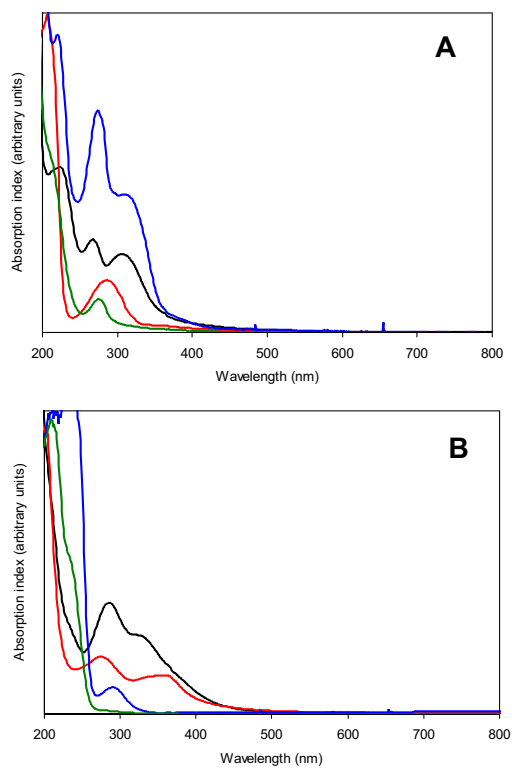 A
Absorption index (arbitrary units)
200 300 400 500 600 700 800
Wavelength (nm)
B
Absorption index (arbitrary units)
200 300 400 500 600 700 800
Wavelength (nm)